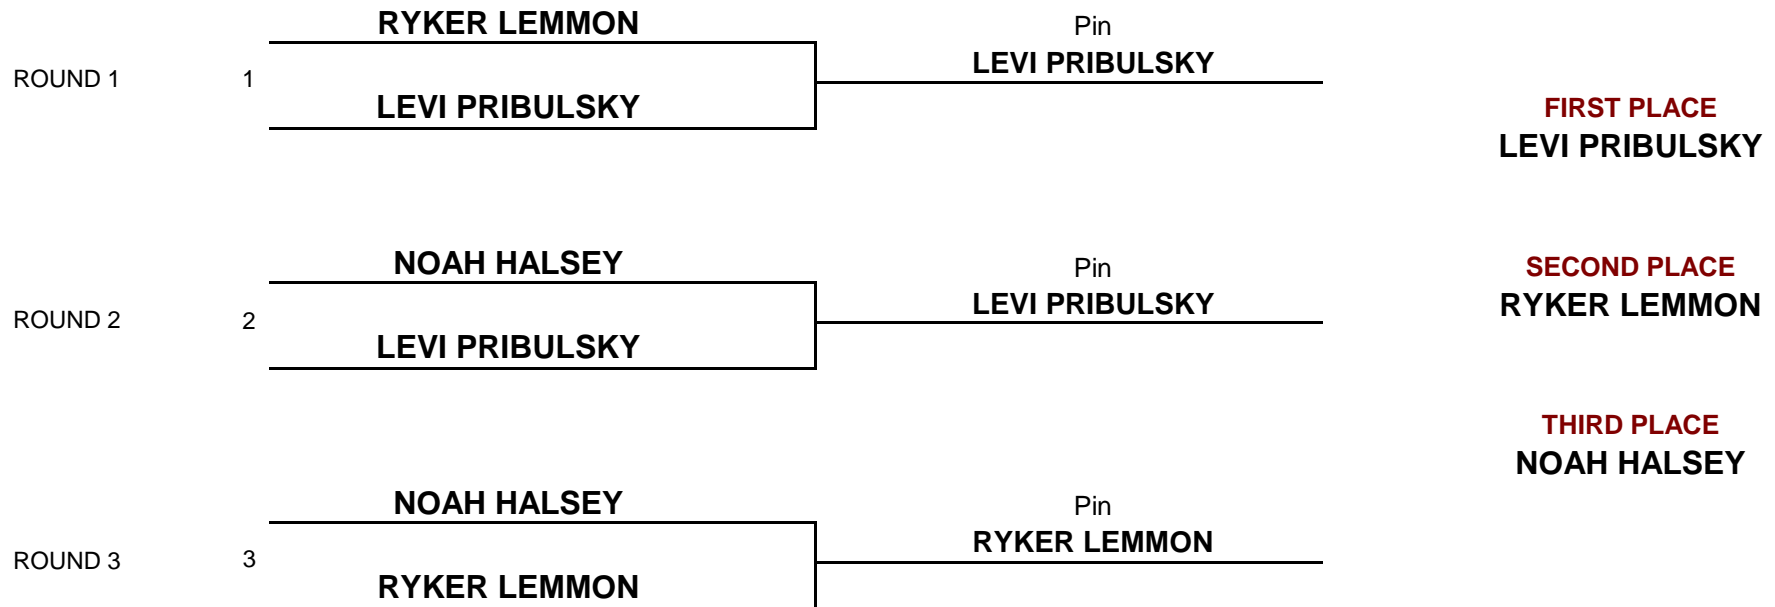 RYKER LEMMON
Pin
ROUND 1
1
LEVI PRIBULSKY
LEVI PRIBULSKY
FIRST PLACE
LEVI PRIBULSKY
NOAH HALSEY
Pin
ROUND 2
2
LEVI PRIBULSKY
LEVI PRIBULSKY
SECOND PLACE
RYKER LEMMON
THIRD PLACE
NOAH HALSEY
NOAH HALSEY
Pin
ROUND 3
3
RYKER LEMMON
RYKER LEMMON